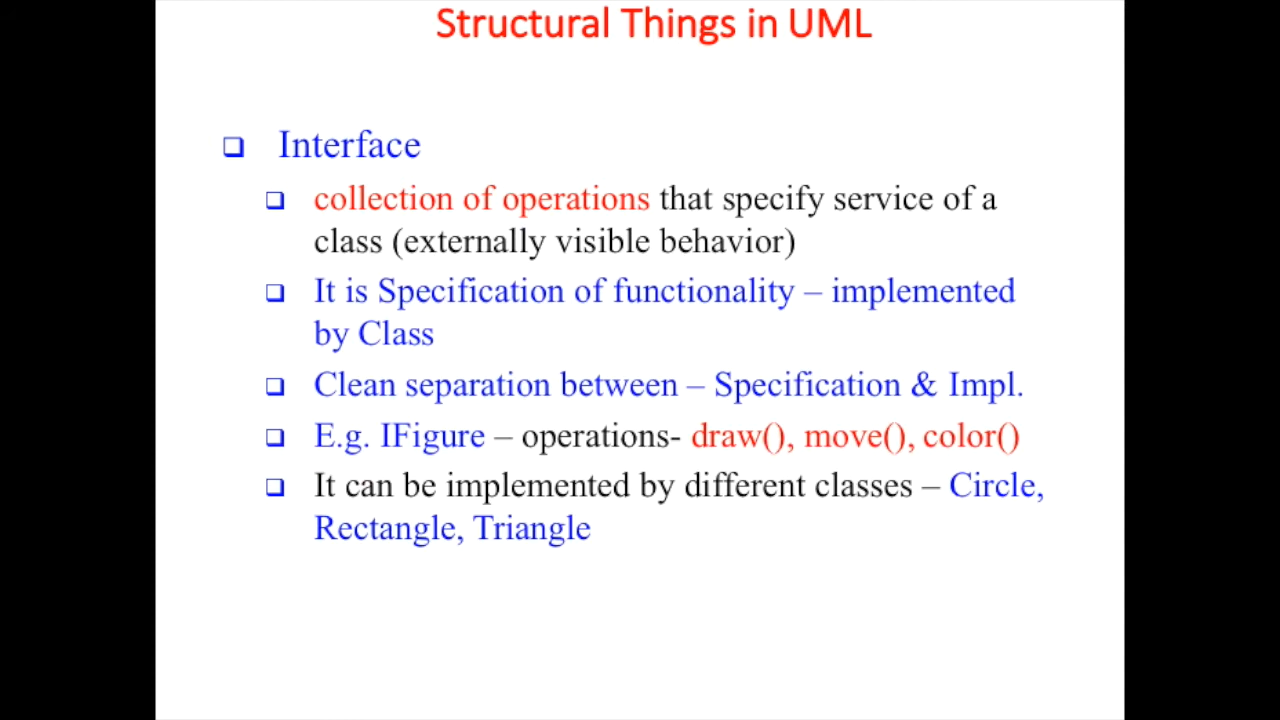 Structural Things in UML
❑ Interface
❑ collection of operations that specify service of a
class (externally visible behavior)
❑ It is Specification of functionality – implemented
by Class
❑ Clean separation between – Specification & Impl.
❑ E.g. IFigure – operations- draw(), move(), color()
❑ It can be implemented by different classes – Circle,
Rectangle, Triangle